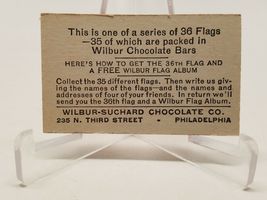 This is one of a series of 36 Flags
—35 of which are packed in
Wilbur Chocolate Bars
HERE'S HOW TO GET THE 36TH FLAG AND
A FREE WILBUR FLAG ALBUM
Collect the 35 different flags. Then write us giv-
ing the names of the flags—and the names and
addresses of four of your friends. In return we'll
send you the 36th flag and a Wilbur Flag Album.
WILBUR-SUCHARD CHOCOLATE CO.
235 N. THIRD STREET - PHILADELPHIA